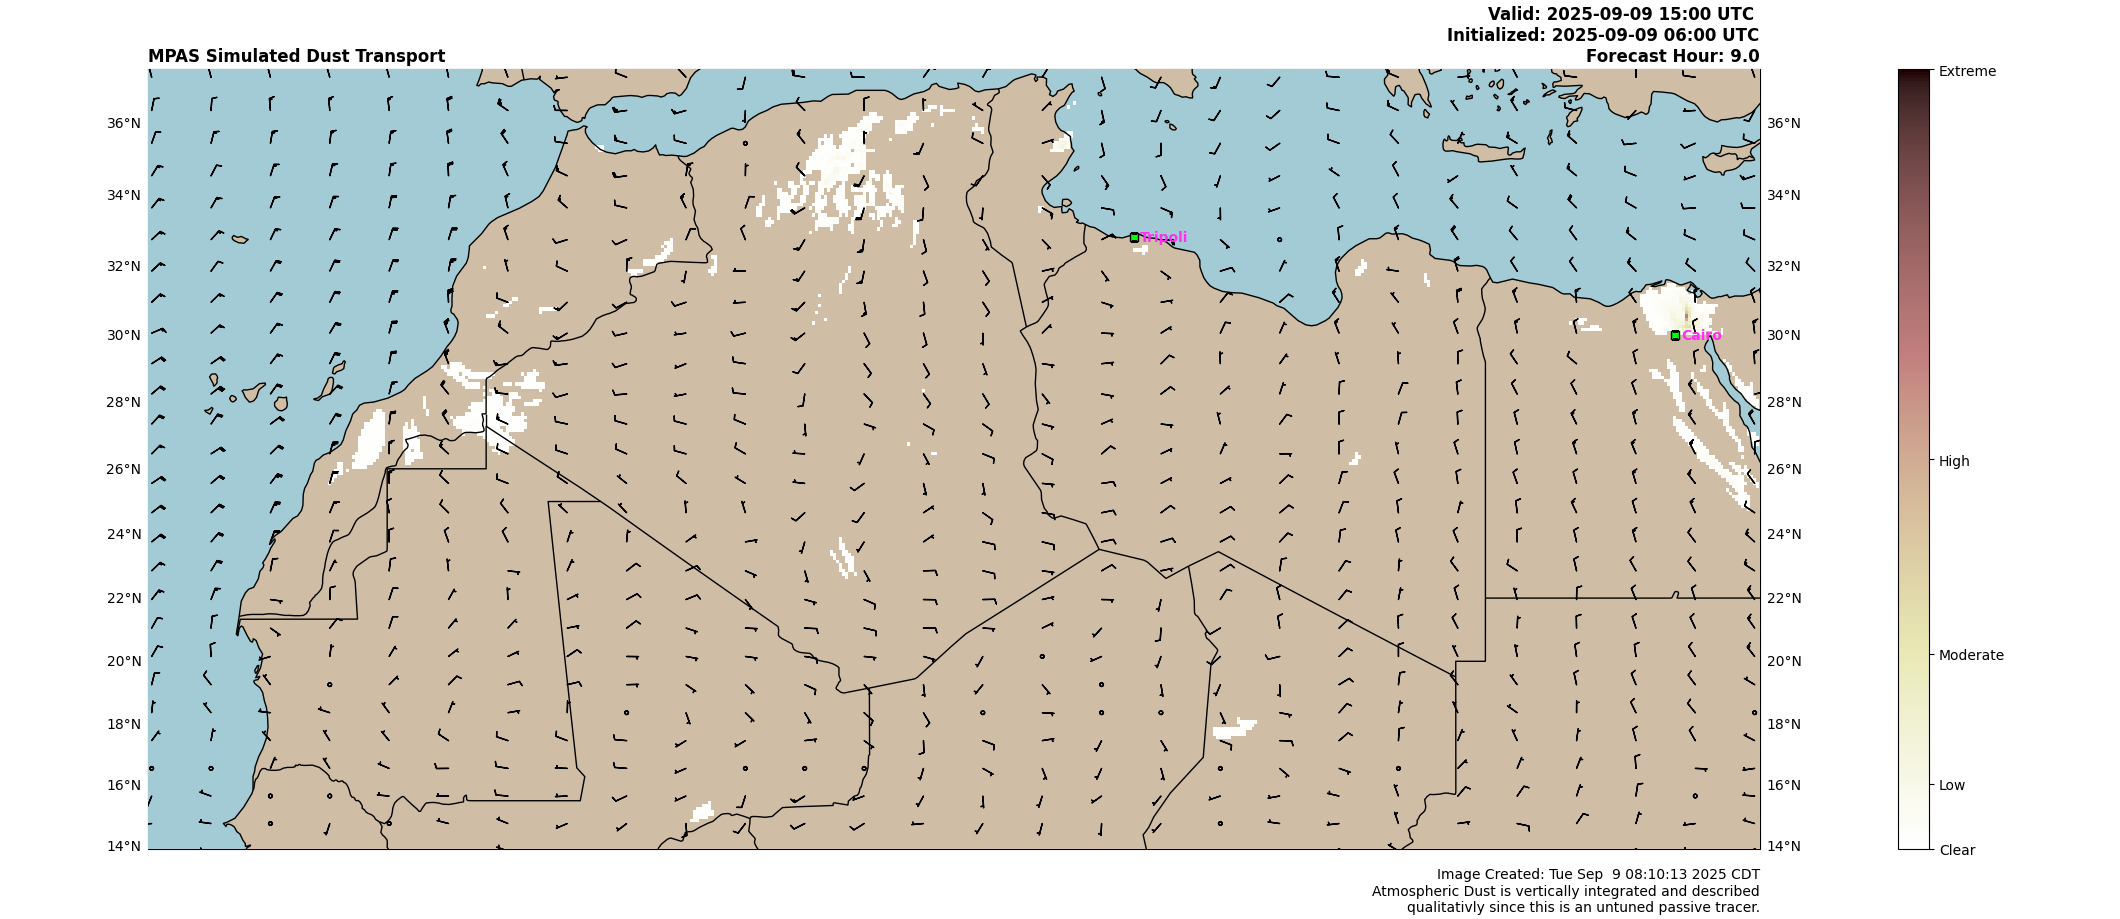 Valid: 2025-09-09 15:00 UTC
Initialized: 2025-09-09 06:00 UTC
MPAS Simulated Dust Transport
Forecast Hour: 9.0
Extreme
36°N
36°N
34°N
34°N
Tripoli
32°N
32°N
30°N
Cairo
30°N
28°N
28°N
26°N
26°N
High
24°N
24°N
22°N
22°N
20°N
20°N
Moderate
18°N
18°N
16°N
16°N
Low
14°N
14°N
Clear
Image Created: Tue Sep  9 08:10:13 2025 CDT
Atmospheric Dust is vertically integrated and described
qualitativly since this is an untuned passive tracer.